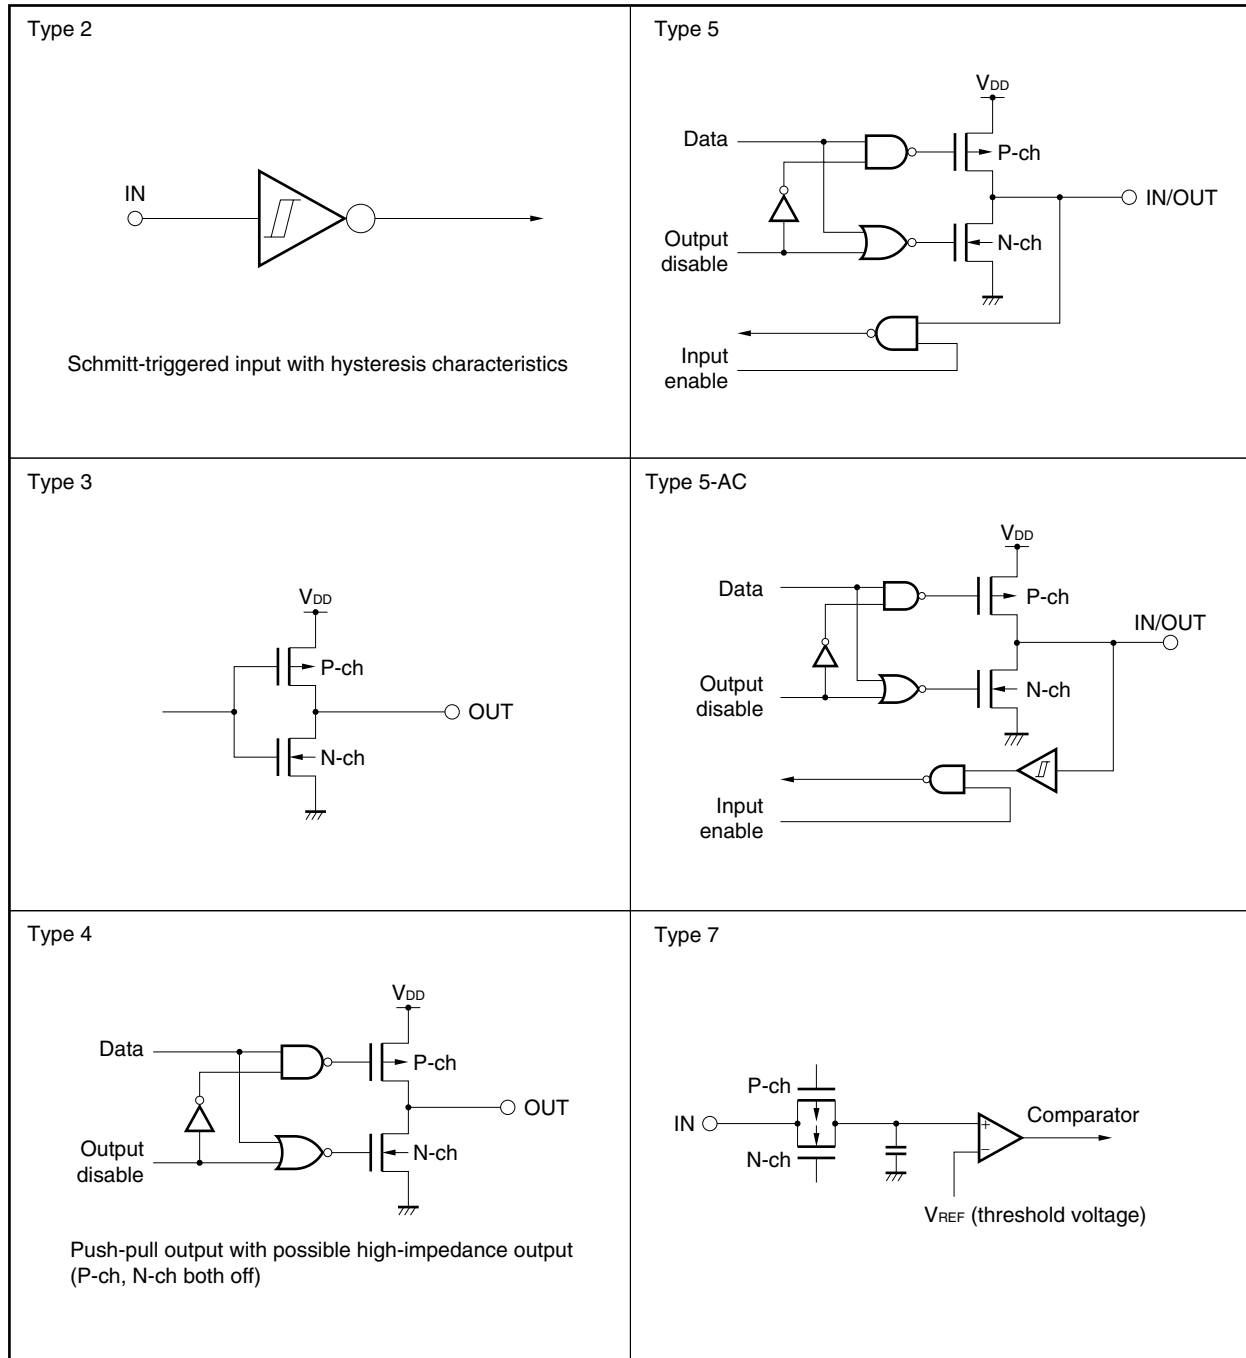 Type 2
IN
Schmitt-triggered input with hysteresis characteristics
Type 5
VDD
Data
P-ch
IN/OUT
Output
disable
N-ch
Input
enable
Type 3
VDD
P-ch
OUT
N-ch
Type 5-AC
VDD
Data
P-ch
IN/OUT
Output
disable
N-ch
Input
enable
Type 4
VDD
Data
P-ch
OUT
Output
disable
N-ch
Push-pull output with possible high-impedance output
(P-ch, N-ch both off)
Type 7
P-ch
IN
N-ch
+
−
Comparator
VREF (threshold voltage)